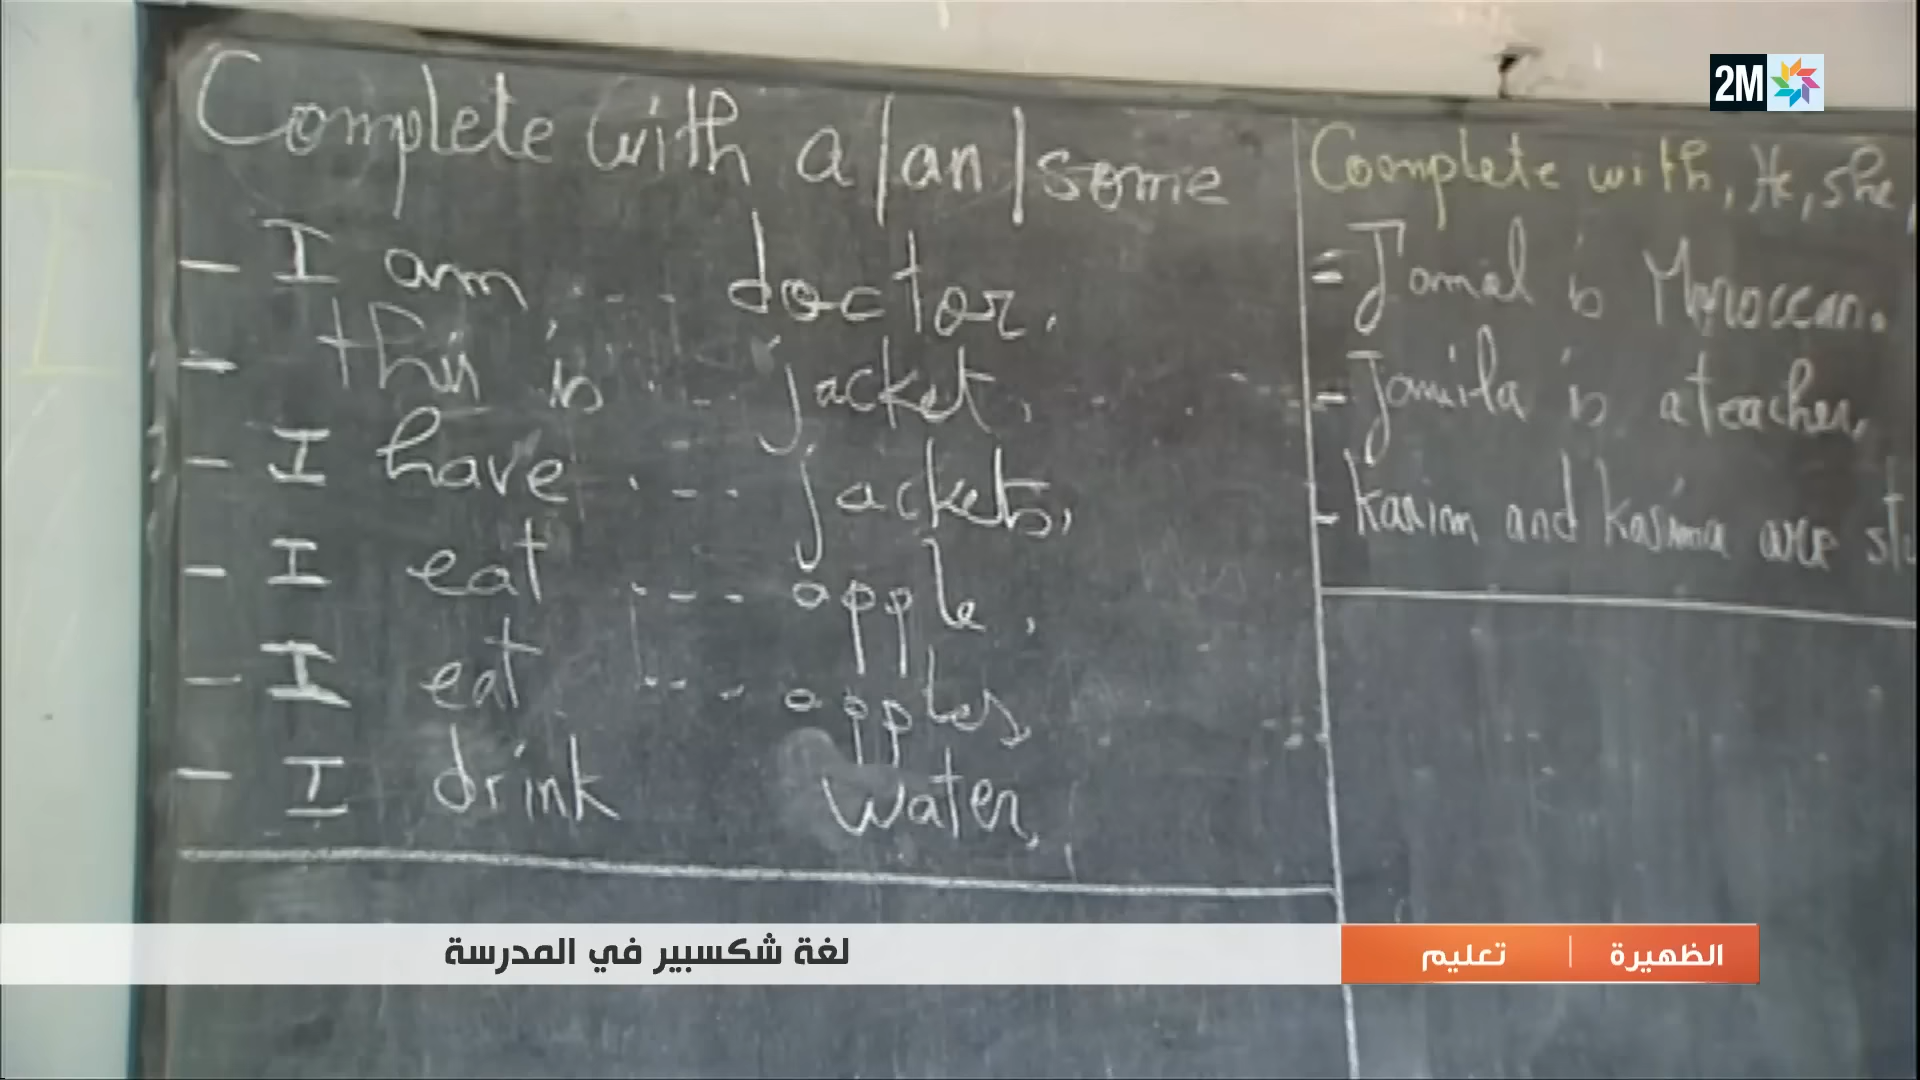 2M
Complete with a/an/some
- I am ... doctor.
- this is ... jacket.
- I have ... jackets.
- I eat ... apple.
- I eat ... apples
- I drink water.
Complete with, He, she,
- Jamal is Moroccan.
- Jamila is a teacher.
- Karim and Karima are
لغة شكسبير في المدرسة
الظهيرة | تعليم